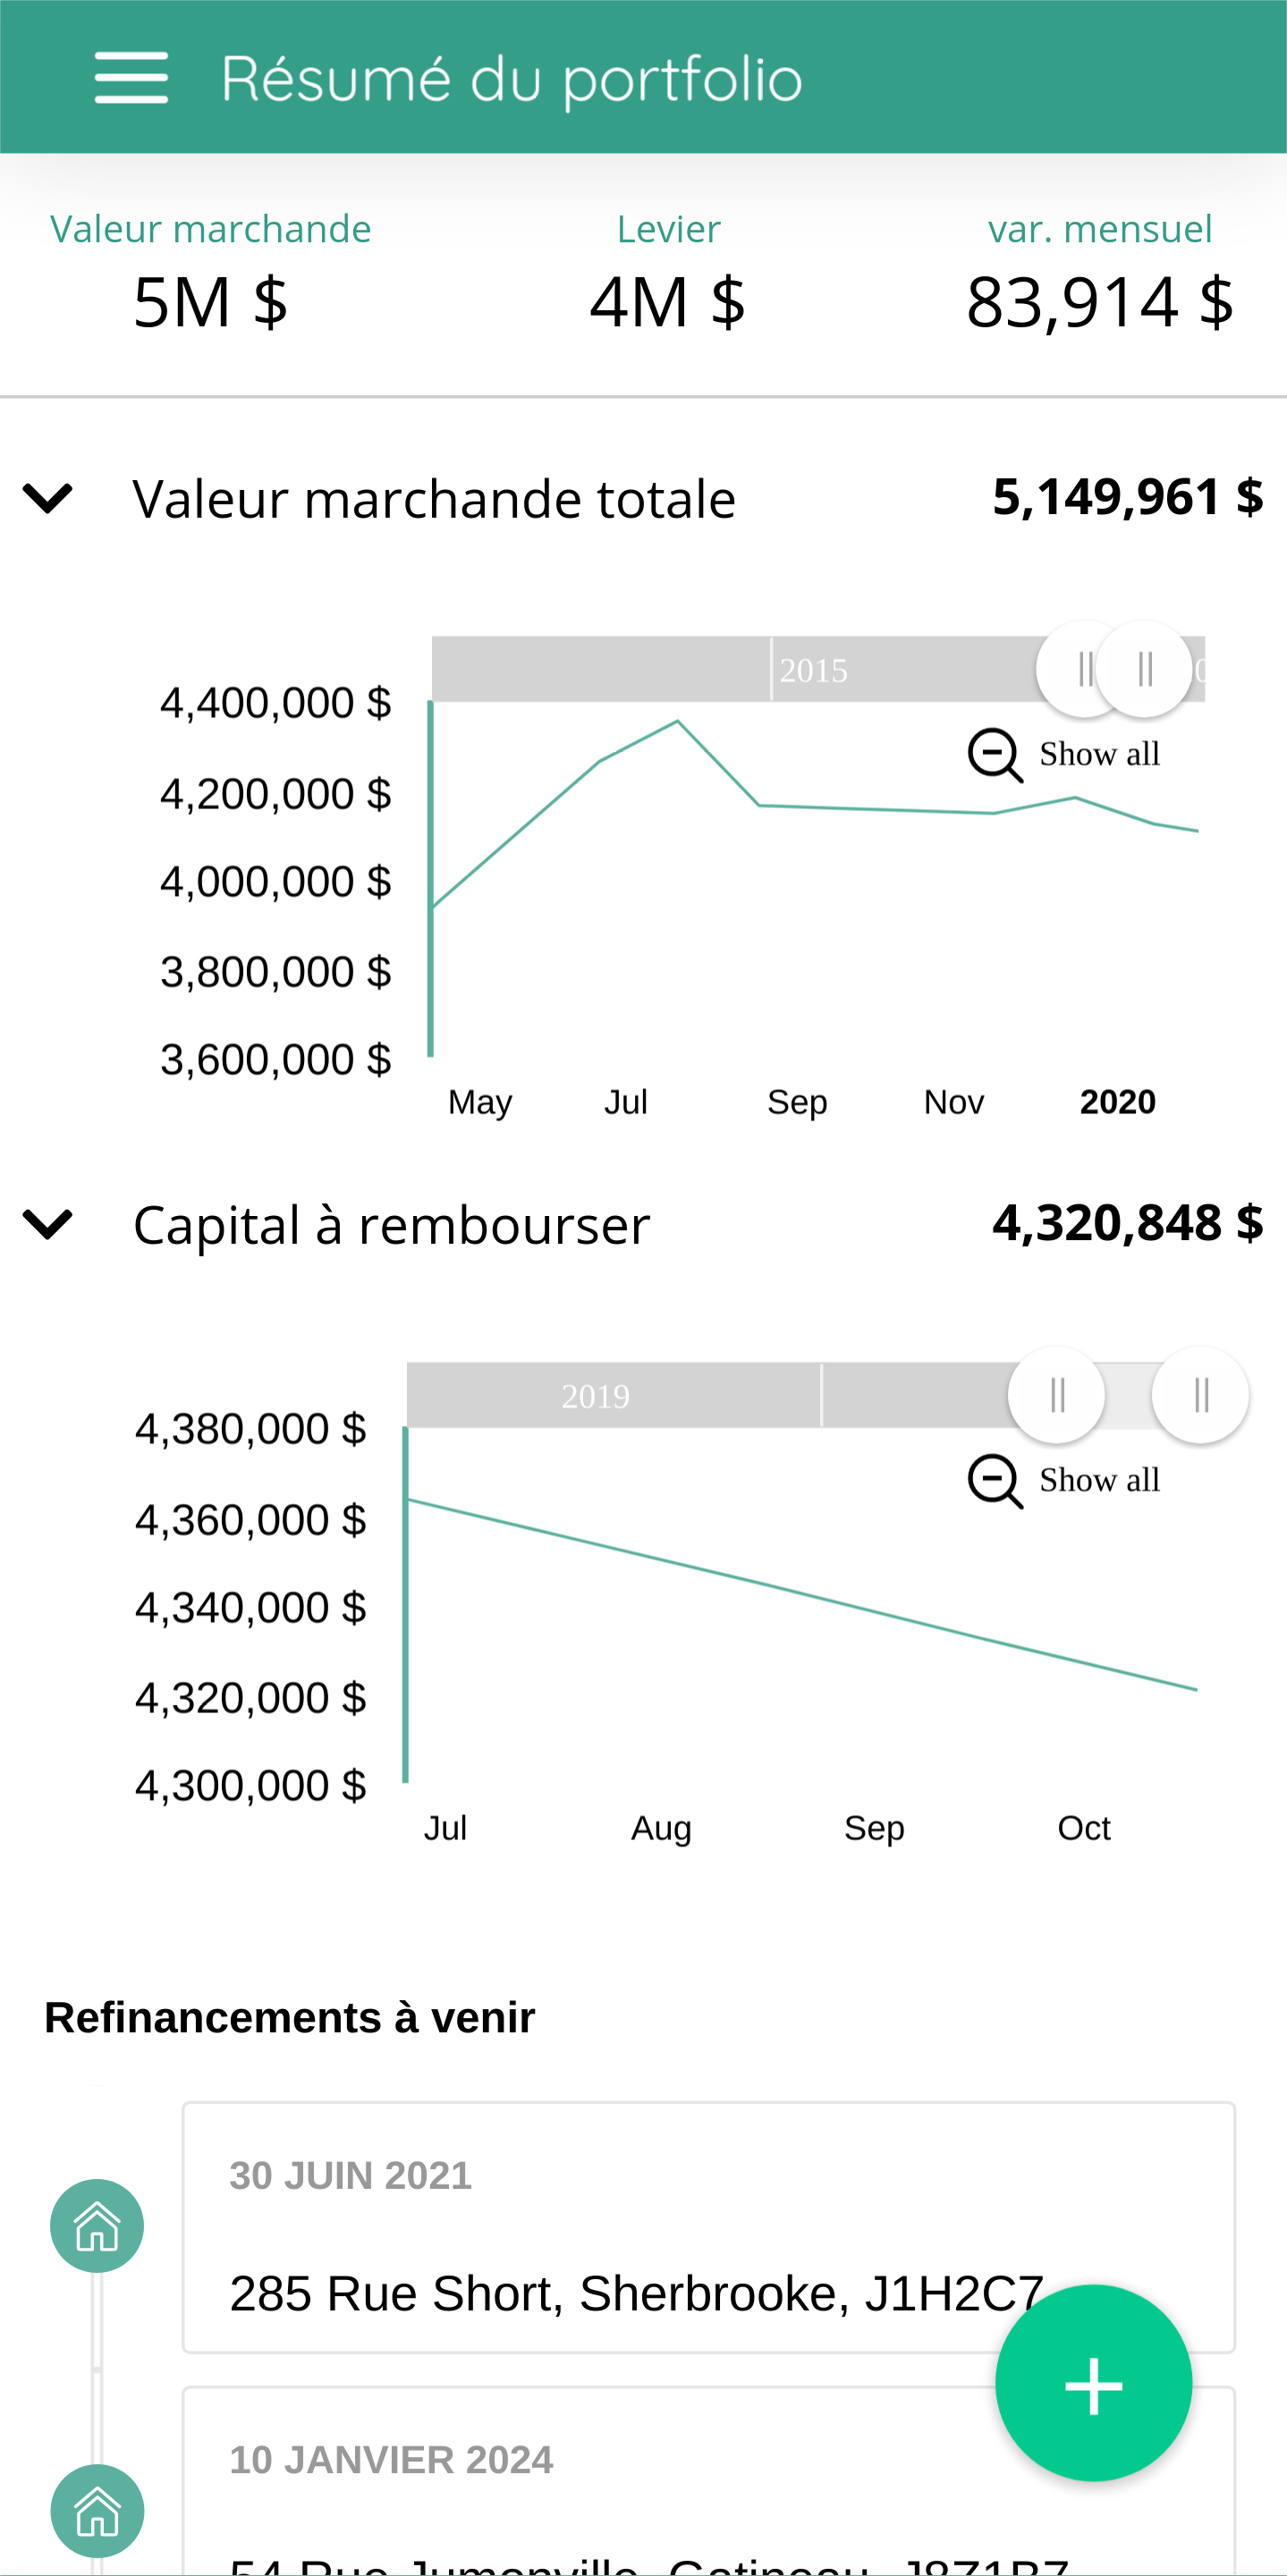 Résumé du portfolio
Valeur marchande Levier var. mensuel
5M $ 4M $ 83,914 $
Valeur marchande totale 5,149,961 $
2015
4,400,000 $
Show all
4,200,000 $
4,000,000 $
3,800,000 $
3,600,000 $
May Jul Sep Nov 2020
Capital à rembourser 4,320,848 $
2019
4,380,000 $
Show all
4,360,000 $
4,340,000 $
4,320,000 $
4,300,000 $
Jul Aug Sep Oct
Refinancements à venir
30 JUIN 2021
285 Rue Short, Sherbrooke, J1H2C7
+
10 JANVIER 2024
54 Rue Jumonville, Gatineau,